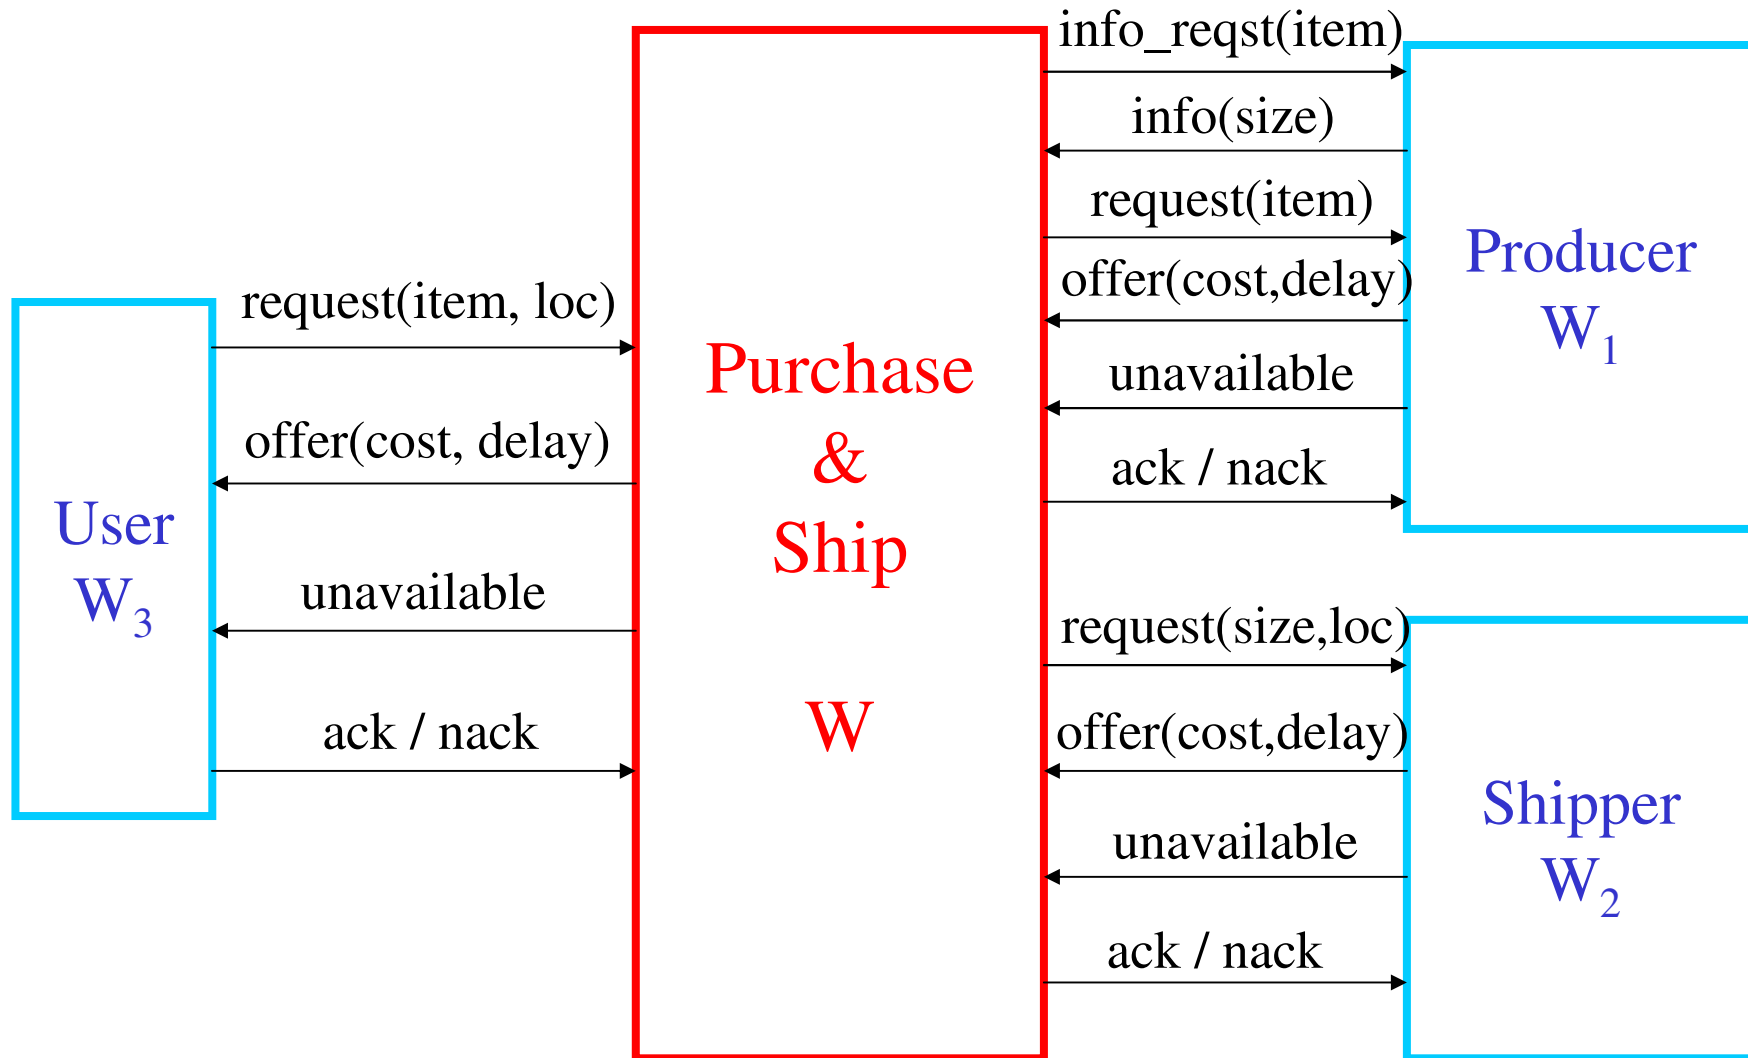 request(item, loc)
offer(cost, delay)
unavailable
ack / nack
User
W₃
Purchase
&
Ship
W
info_reqst(item)
info(size)
request(item)
offer(cost,delay)
unavailable
ack / nack
Producer
W₁
request(size,loc)
offer(cost,delay)
unavailable
ack / nack
Shipper
W₂